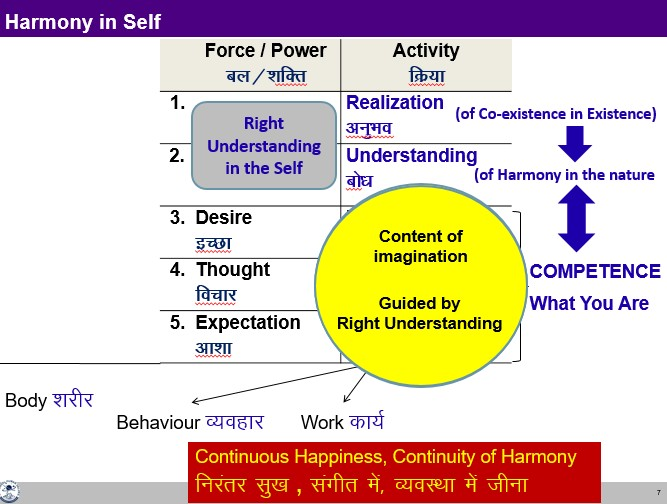 Harmony in Self
Force / Power
Activity
बल / शक्ति
क्रिया
1.
Right
Understanding
in the Self
Realization
(of Co-existence in Existence)
अनुभव
2.
Understanding
(of Harmony in the nature
बोध
3. Desire
इच्छा
4. Thought
विचार
5. Expectation
आशा
Content of
imagination
Guided by
Right Understanding
COMPETENCE
What You Are
Body शरीर
Behaviour व्यवहार
Work कार्य
Continuous Happiness, Continuity of Harmony
निरंतर सुख , संगीत में, व्यवस्था में जीना
7